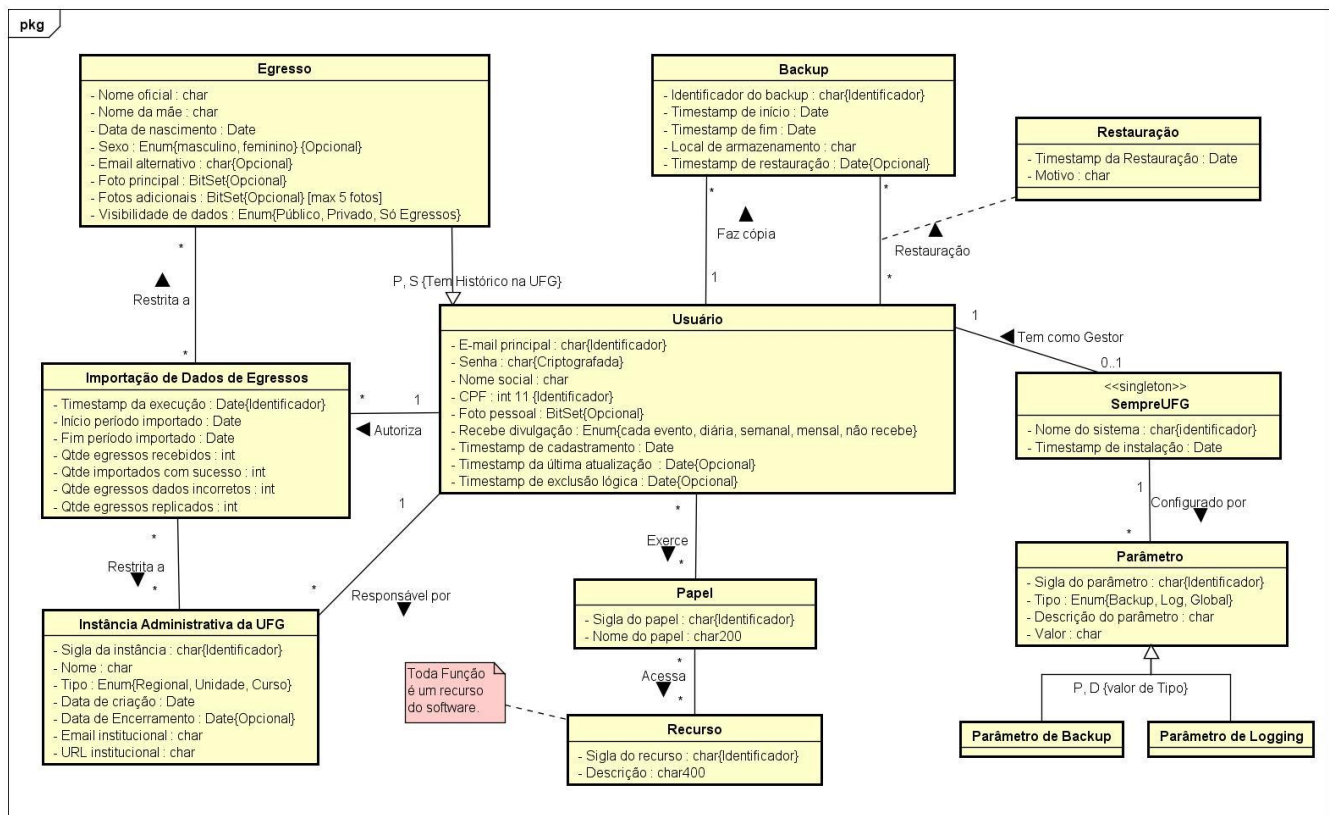 pkg
Egresso
- Nome oficial : char
- Nome da mãe : char
- Data de nascimento : Date
- Sexo : Enum{masculino, feminino} {Opcional}
- Email alternativo : char{Opcional}
- Foto principal : BitSet{Opcional}
- Fotos adicionais : BitSet{Opcional} [max 5 fotos]
- Visibilidade de dados : Enum{Público, Privado, Só Egressos}
Backup
- Identificador do backup : char{Identificador}
- Timestamp de início : Date
- Timestamp de fim : Date
- Local de armazenamento : char
- Timestamp de restauração : Date{Opcional}
Restauração
- Timestamp da Restauração : Date
- Motivo : char
*
Restrita a
*
P, S {Tem Histórico na UFG}
*
Faz cópia
1
*
Restauração
*
Usuário
- E-mail principal : char{Identificador}
- Senha : char{Criptografada}
- Nome social : char
- CPF : int 11 {Identificador}
- Foto pessoal : BitSet{Opcional}
- Recebe divulgação : Enum{cada evento, diária, semanal, mensal, não recebe}
- Timestamp de cadastramento : Date
- Timestamp da última atualização : Date{Opcional}
- Timestamp de exclusão lógica : Date{Opcional}
1
Tem como Gestor
0..1
Importação de Dados de Egressos
- Timestamp da execução : Date{Identificador}
- Início período importado : Date
- Fim período importado : Date
- Qtde egressos recebidos : int
- Qtde importados com sucesso : int
- Qtde egressos dados incorretos : int
- Qtde egressos replicados : int
* 1
Autoriza
<<singleton>>
SempreUFG
- Nome do sistema : char{identificador}
- Timestamp de instalação : Date
1
Configurado por
*
*
Restrita a
*
1
Responsável por
*
*
Exerce
*
Parâmetro
- Sigla do parâmetro : char{Identificador}
- Tipo : Enum{Backup, Log, Global}
- Descrição do parâmetro : char
- Valor : char
Instância Administrativa da UFG
- Sigla da instância : char{Identificador}
- Nome : char
- Tipo : Enum{Regional, Unidade, Curso}
- Data de criação : Date
- Data de Encerramento : Date{Opcional}
- Email institucional : char
- URL institucional : char
Papel
- Sigla do papel : char{Identificador}
- Nome do papel : char200
*
Acessa
*
Toda Função
é um recurso
do software.
Recurso
- Sigla do recurso : char{Identificador}
- Descrição : char400
P, D {valor de Tipo}
Parâmetro de Backup
Parâmetro de Logging